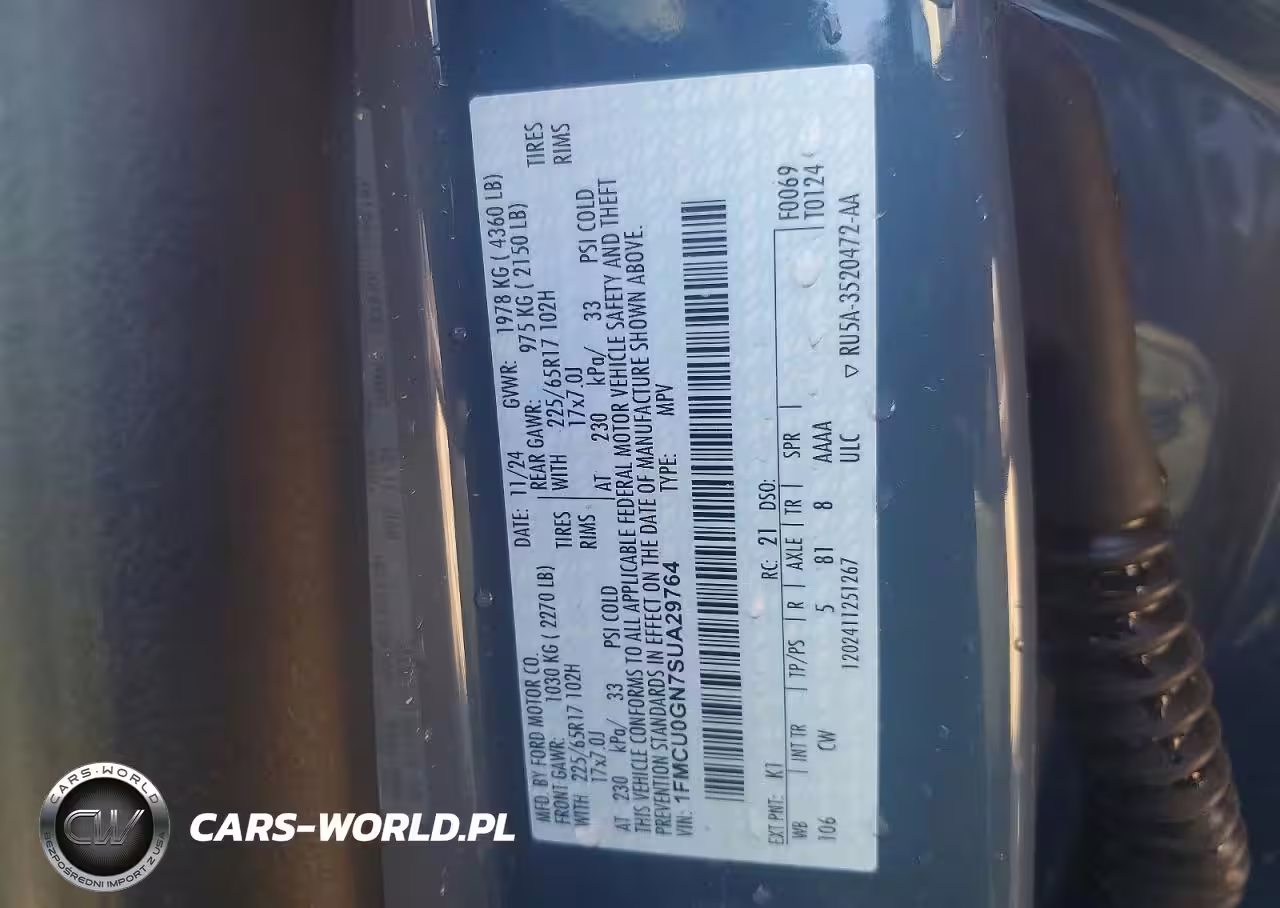 MFD. BY FORD MOTOR CO. DATE: 11/24 GVWR: 1978 KG ( 4360 LB)
FRONT GAWR: 1030 KG ( 2270 LB) REAR GAWR: 975 KG ( 2150 LB)
WITH 225/65R17 102H TIRES WITH 225/65R17 102H TIRES
17x7.0J RIMS 17x7.0J RIMS
AT 230 kPa/ 33 PSI COLD AT 230 kPa/ 33 PSI COLD
THIS VEHICLE CONFORMS TO ALL APPLICABLE FEDERAL MOTOR VEHICLE SAFETY AND THEFT
PREVENTION STANDARDS IN EFFECT ON THE DATE OF MANUFACTURE SHOWN ABOVE.
VIN: 1FMCU0GN7SUA29764 TYPE: MPV
EXT PNT: K1 RC: 21 DSO: F0069
WB INT TR TP/PS R AXLE TR SPR T0124
106 CW 5 81 8 AAAA
1202411251267 ULC ▽ RU5A-3520472-AA
CARS-WORLD
CW
BEZPOŚREDNI IMPORT Z USA
CARS-WORLD.PL